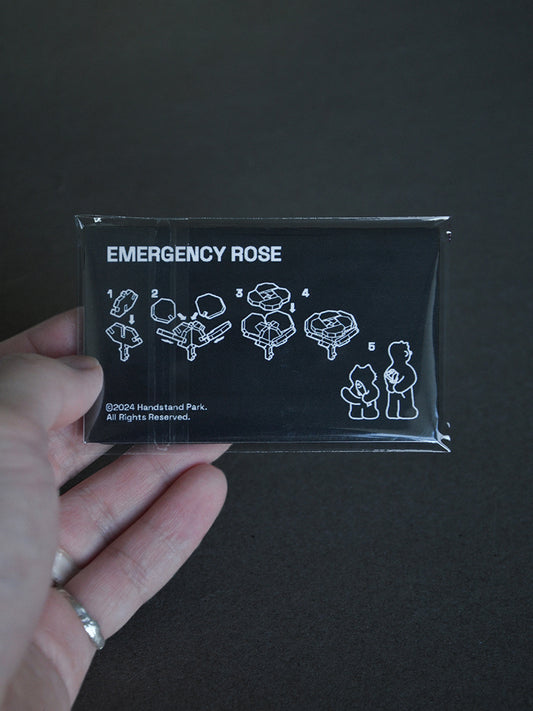 EMERGENCY ROSE
1
2
3
4
5
©2024 Handstand Park.
All Rights Reserved.